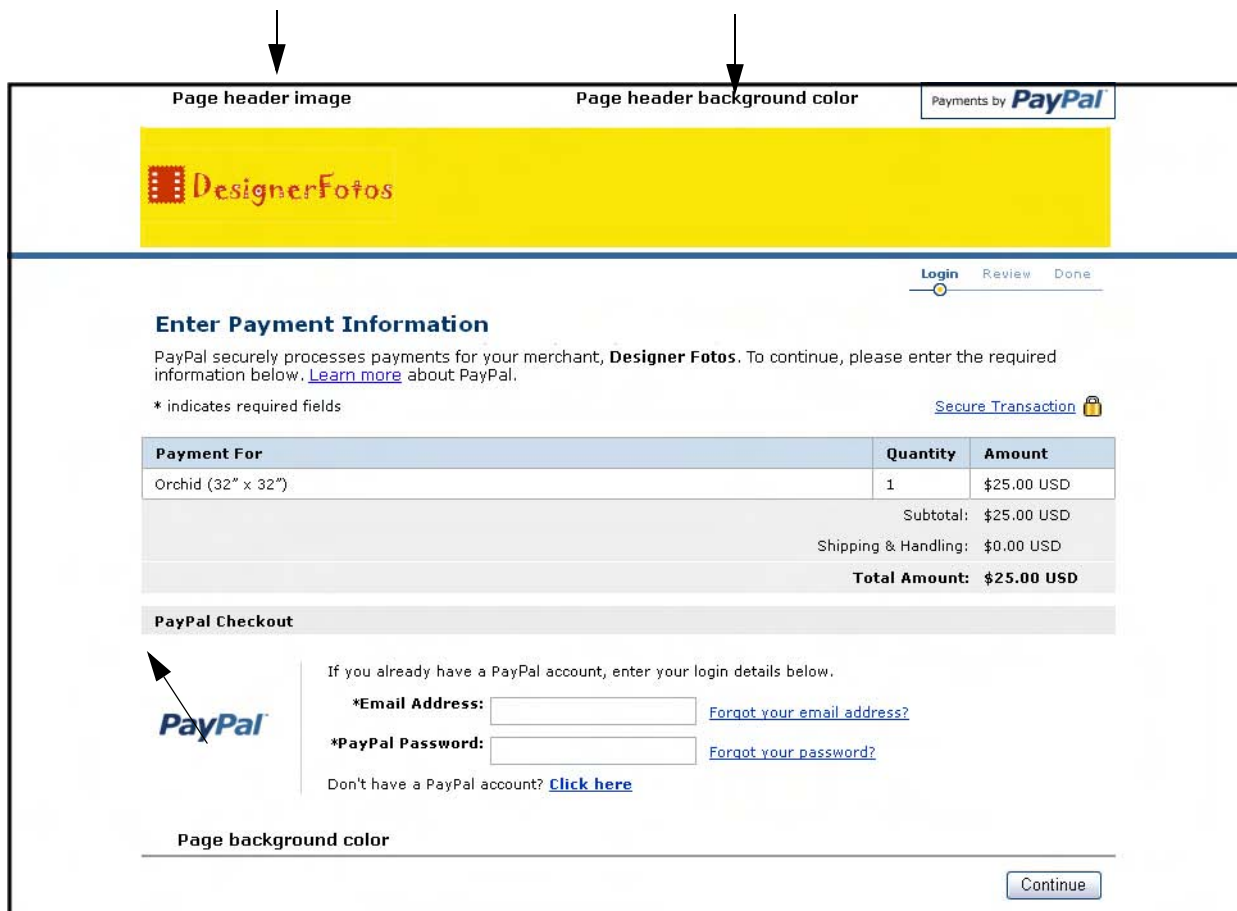 Page header image Page header background color Payments by PayPal
DesignerFotos
Login Review Done
Enter Payment Information
PayPal securely processes payments for your merchant, Designer Fotos. To continue, please enter the required
information below. Learn more about PayPal.
* indicates required fields Secure Transaction
Payment For Quantity Amount
Orchid (32" x 32") 1 $25.00 USD
Subtotal: $25.00 USD
Shipping & Handling: $0.00 USD
Total Amount: $25.00 USD
PayPal Checkout
If you already have a PayPal account, enter your login details below.
*Email Address: Forgot your email address?
PayPal
*PayPal Password: Forgot your password?
Don't have a PayPal account? Click here
Page background color
Continue